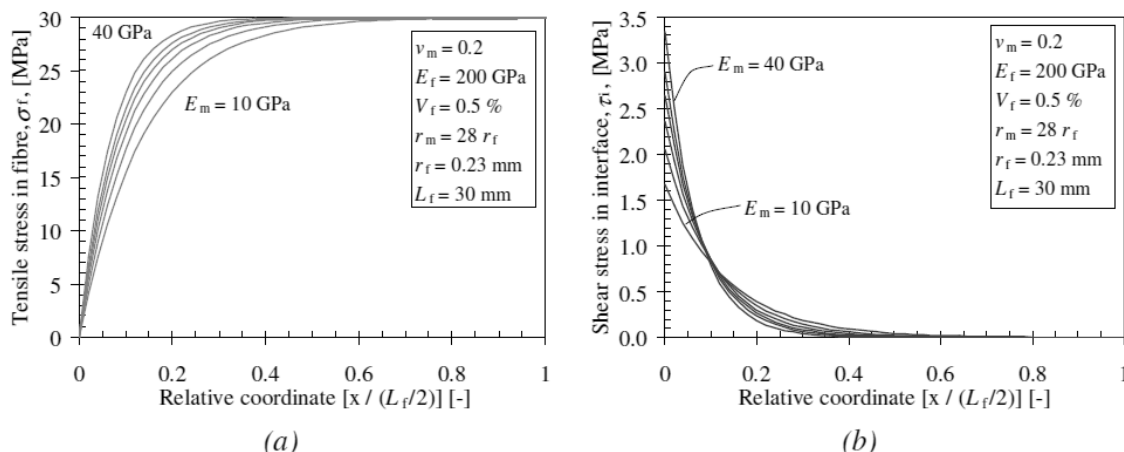 Tensile stress in fibre, σf, [MPa]
30
25
20
15
10
5
0
40 GPa
Em = 10 GPa
νm = 0.2
Ef = 200 GPa
Vf = 0.5 %
rm = 28 rf
rf = 0.23 mm
Lf = 30 mm
0 0.2 0.4 0.6 0.8 1
Relative coordinate [x / (Lf/2)] [-]
(a)
Shear stress in interface, τi, [MPa]
3.5
3.0
2.5
2.0
1.5
1.0
0.5
0.0
Em = 40 GPa
Em = 10 GPa
νm = 0.2
Ef = 200 GPa
Vf = 0.5 %
rm = 28 rf
rf = 0.23 mm
Lf = 30 mm
0 0.2 0.4 0.6 0.8 1
Relative coordinate [x / (Lf/2)] [-]
(b)